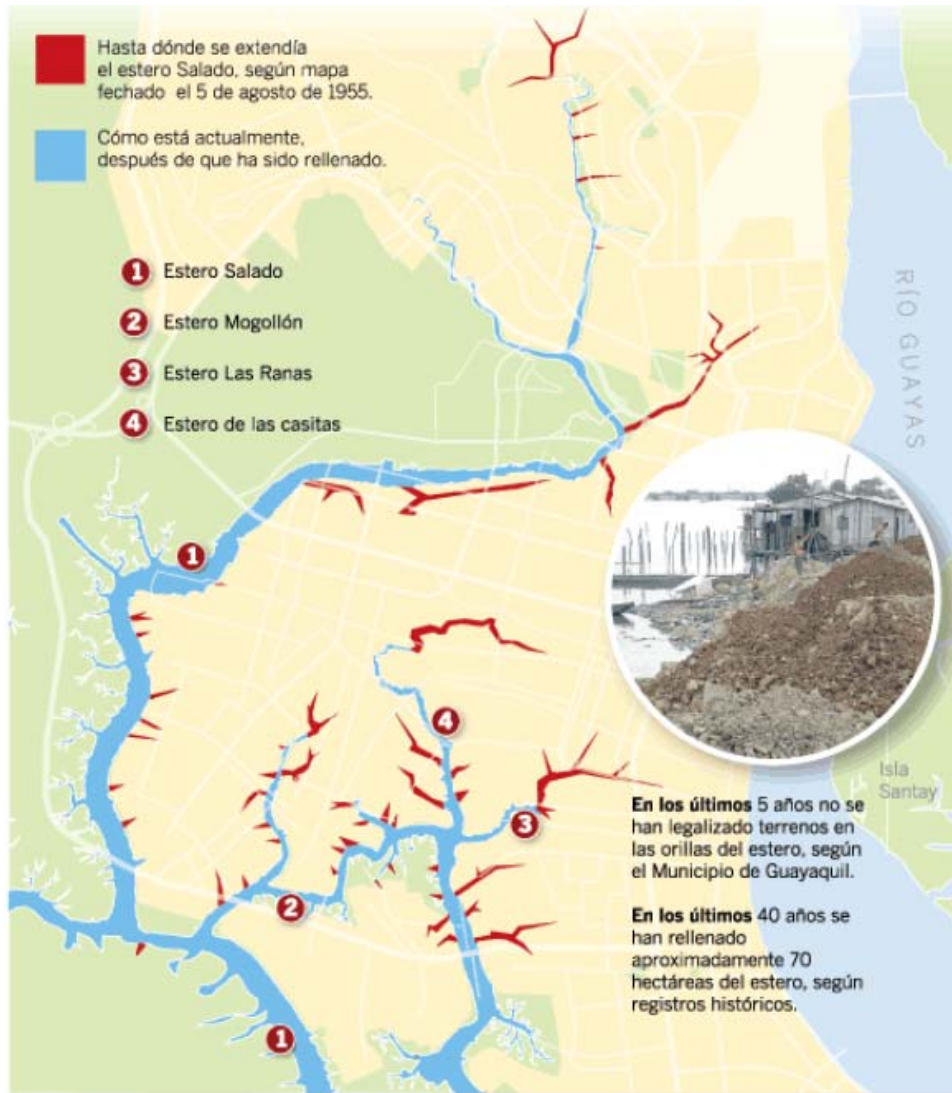 Hasta dónde se extendía
el estero Salado, según mapa
fechado el 5 de agosto de 1955.
Cómo está actualmente,
después de que ha sido rellenado.
1 Estero Salado
2 Estero Mogollón
3 Estero Las Ranas
4 Estero de las casitas
RÍO GUAYAS
1
4
3
2
1
Isla
Santay
En los últimos 5 años no se
han legalizado terrenos en
las orillas del estero, según
el Municipio de Guayaquil.
En los últimos 40 años se
han rellenado
aproximadamente 70
hectáreas del estero, según
registros históricos.